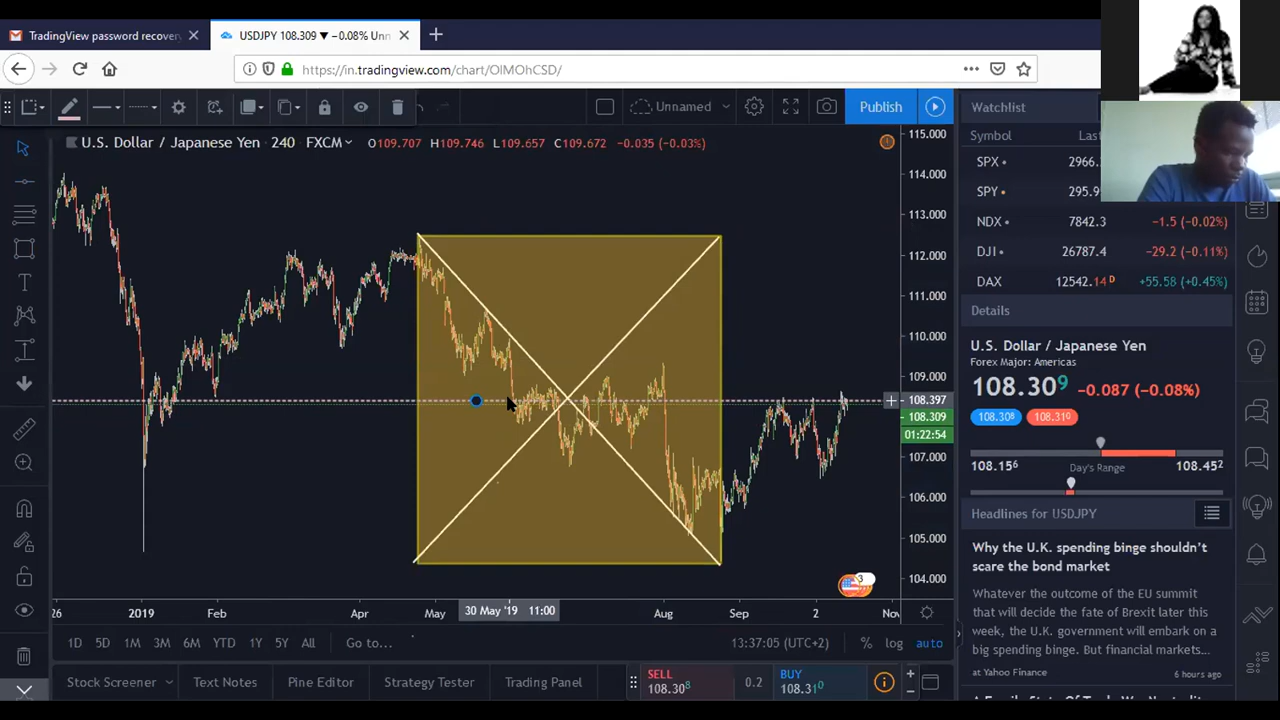 TradingView password recovery
USDJPY 108.309 ▼ −0.08% Unn
https://in.tradingview.com/chart/OIMOhCSD/
Unnamed
Publish
U.S. Dollar / Japanese Yen 240 FXCM
O109.707 H109.746 L109.657 C109.672 −0.035 (−0.03%)
115.000
114.000
113.000
112.000
111.000
110.000
109.000
108.397
108.309
01:22:54
107.000
106.000
105.000
104.000
3
26 2019 Feb Apr May 30 May '19 11:00 Aug Sep 2 Nov
1D 5D 1M 3M 6M YTD 1Y 5Y All Go to...
13:37:05 (UTC+2) % log auto
Stock Screener Text Notes Pine Editor Strategy Tester Trading Panel
SELL
108.30⁸
0.2
BUY
108.31⁰
Watchlist
Symbol Las
SPX 2966.
SPY 295.9
NDX 7842.3 −1.5 (−0.02%)
DJI 26787.4 −29.2 (−0.11%)
DAX 12542.14 D +55.58 (+0.45%)
Details
U.S. Dollar / Japanese Yen
Forex Major: Americas
108.30⁹ −0.087 (−0.08%)
108.30⁸ 108.31⁰
108.15⁶ Day's Range 108.45²
Headlines for USDJPY
Why the U.K. spending binge shouldn't
scare the bond market
Whatever the outcome of the EU summit
that will decide the fate of Brexit later this
week, the U.K. government will embark on
a big spending binge. But financial markets...
at Yahoo Finance 6 hours ago